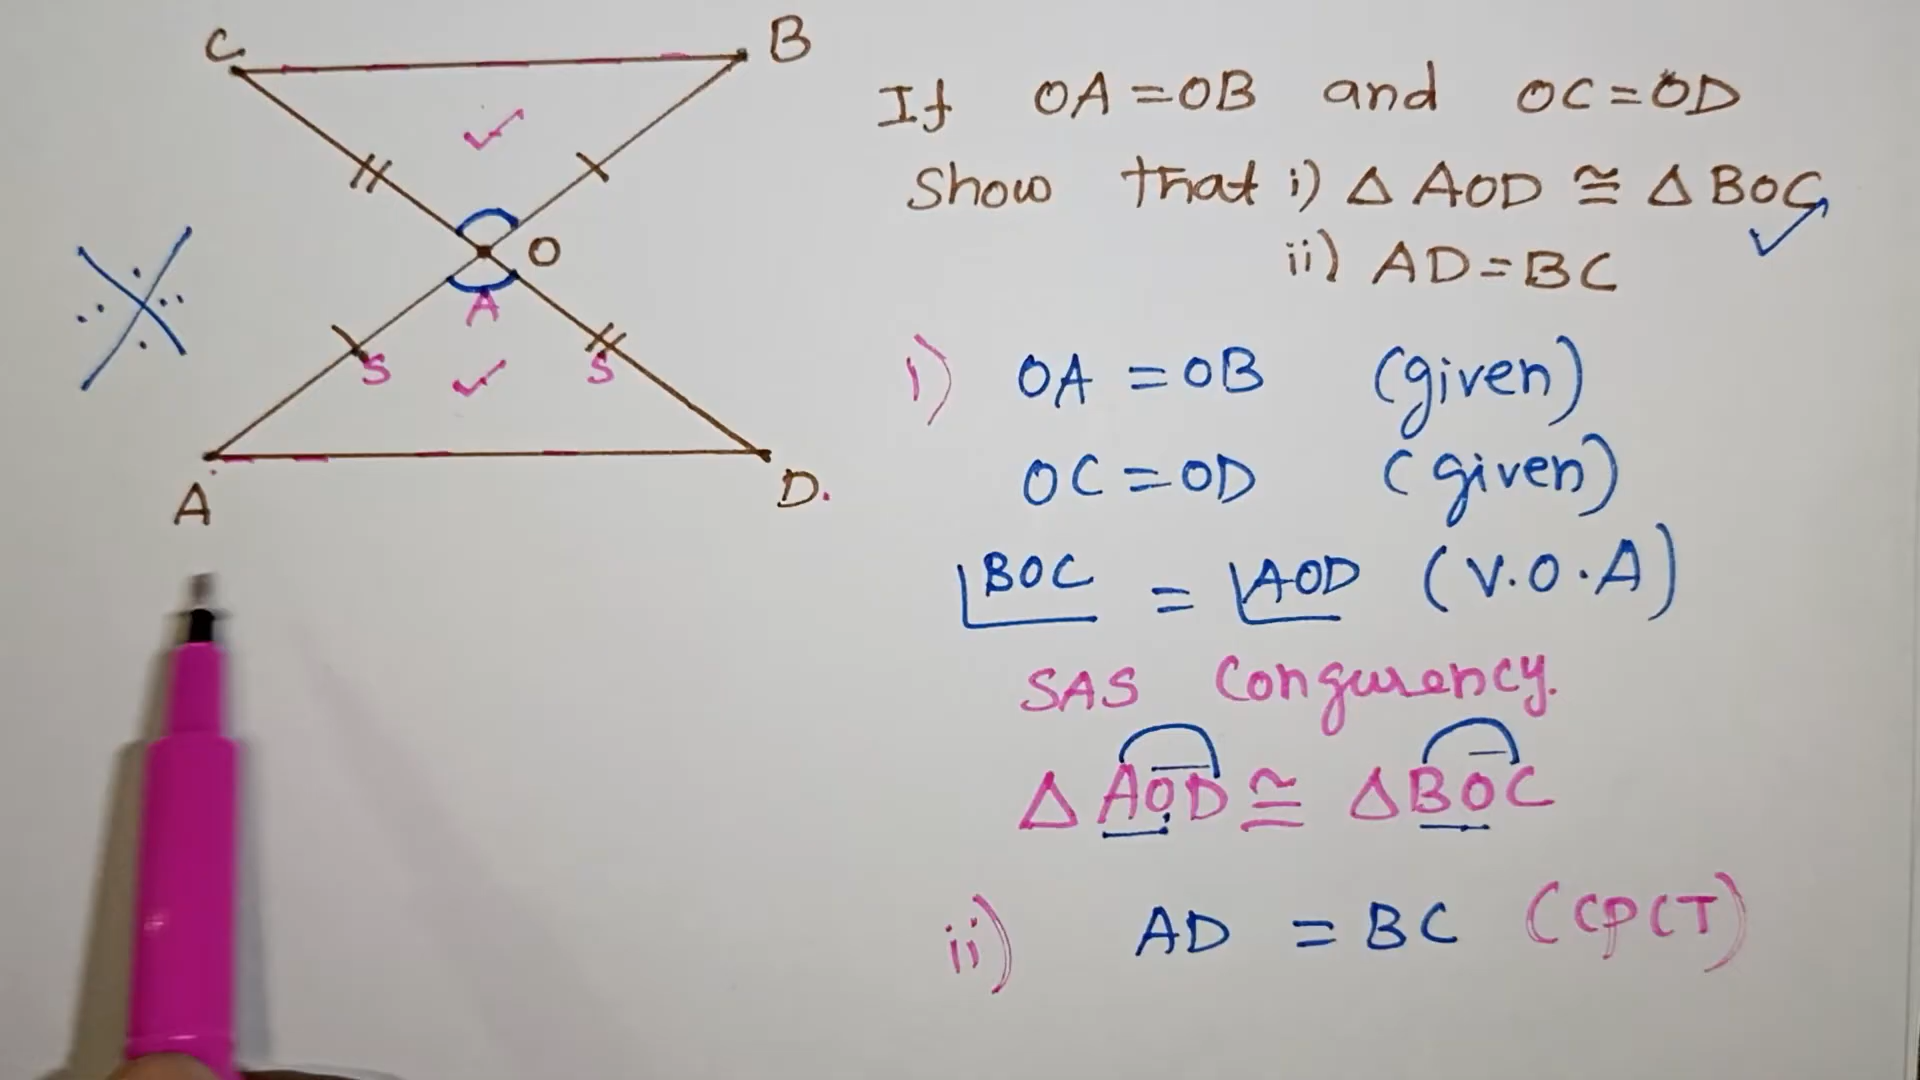 C B
O
A
S S
A D.
If OA = OB and OC = OD
Show that i) Δ AOD ≅ Δ BOC
ii) AD = BC
i) OA = OB (given)
OC = OD (given)
BOC = AOD (V.O.A)
SAS Congurency.
Δ AOD ≅ Δ BOC
ii) AD = BC (CPCT)